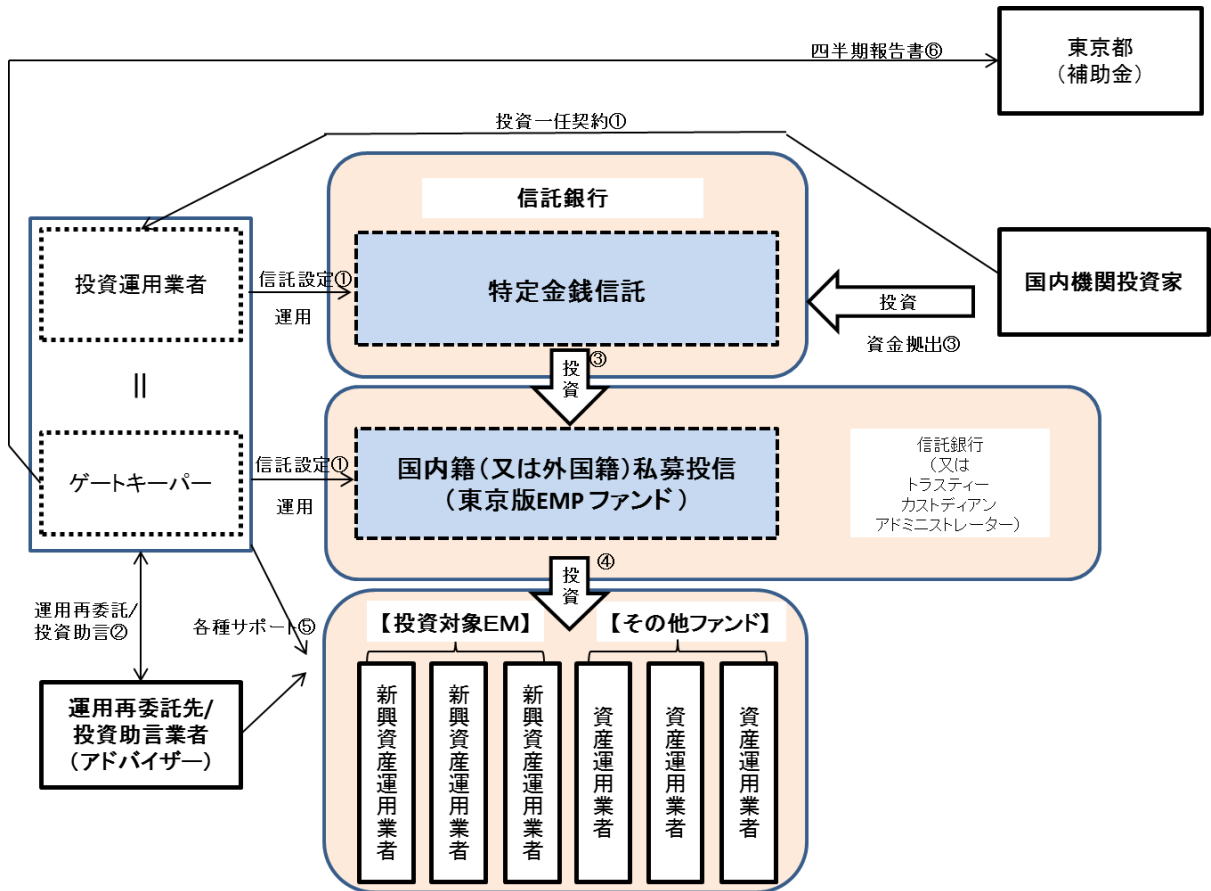 四半期報告書⑥
東京都
（補助金）
投資一任契約①
信託銀行
投資運用業者
信託設定①
運用
特定金銭信託
投資
資金拠出③
国内機関投資家
＝
投資
③
ゲートキーパー
信託設定①
運用
国内籍（又は外国籍）私募投信
（東京版EMPファンド）
信託銀行
（又は
トラスティー
カストディアン
アドミニストレーター）
投資
④
運用再委託/
投資助言②
各種サポート⑤
【投資対象EM】
【その他ファンド】
運用再委託先/
投資助言業者
（アドバイザー）
新興資産運用業者
新興資産運用業者
新興資産運用業者
資産運用業者
資産運用業者
資産運用業者